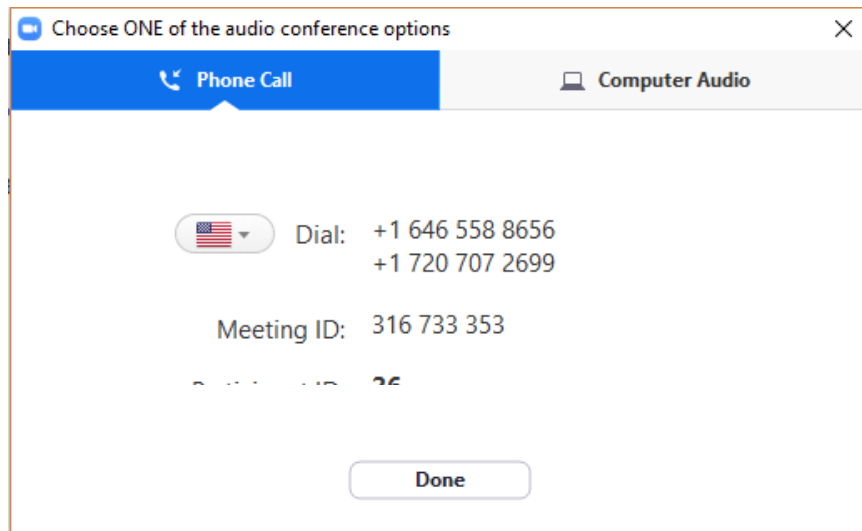 Choose ONE of the audio conference options
Phone Call
Computer Audio
Dial: +1 646 558 8656
+1 720 707 2699
Meeting ID: 316 733 353
Done